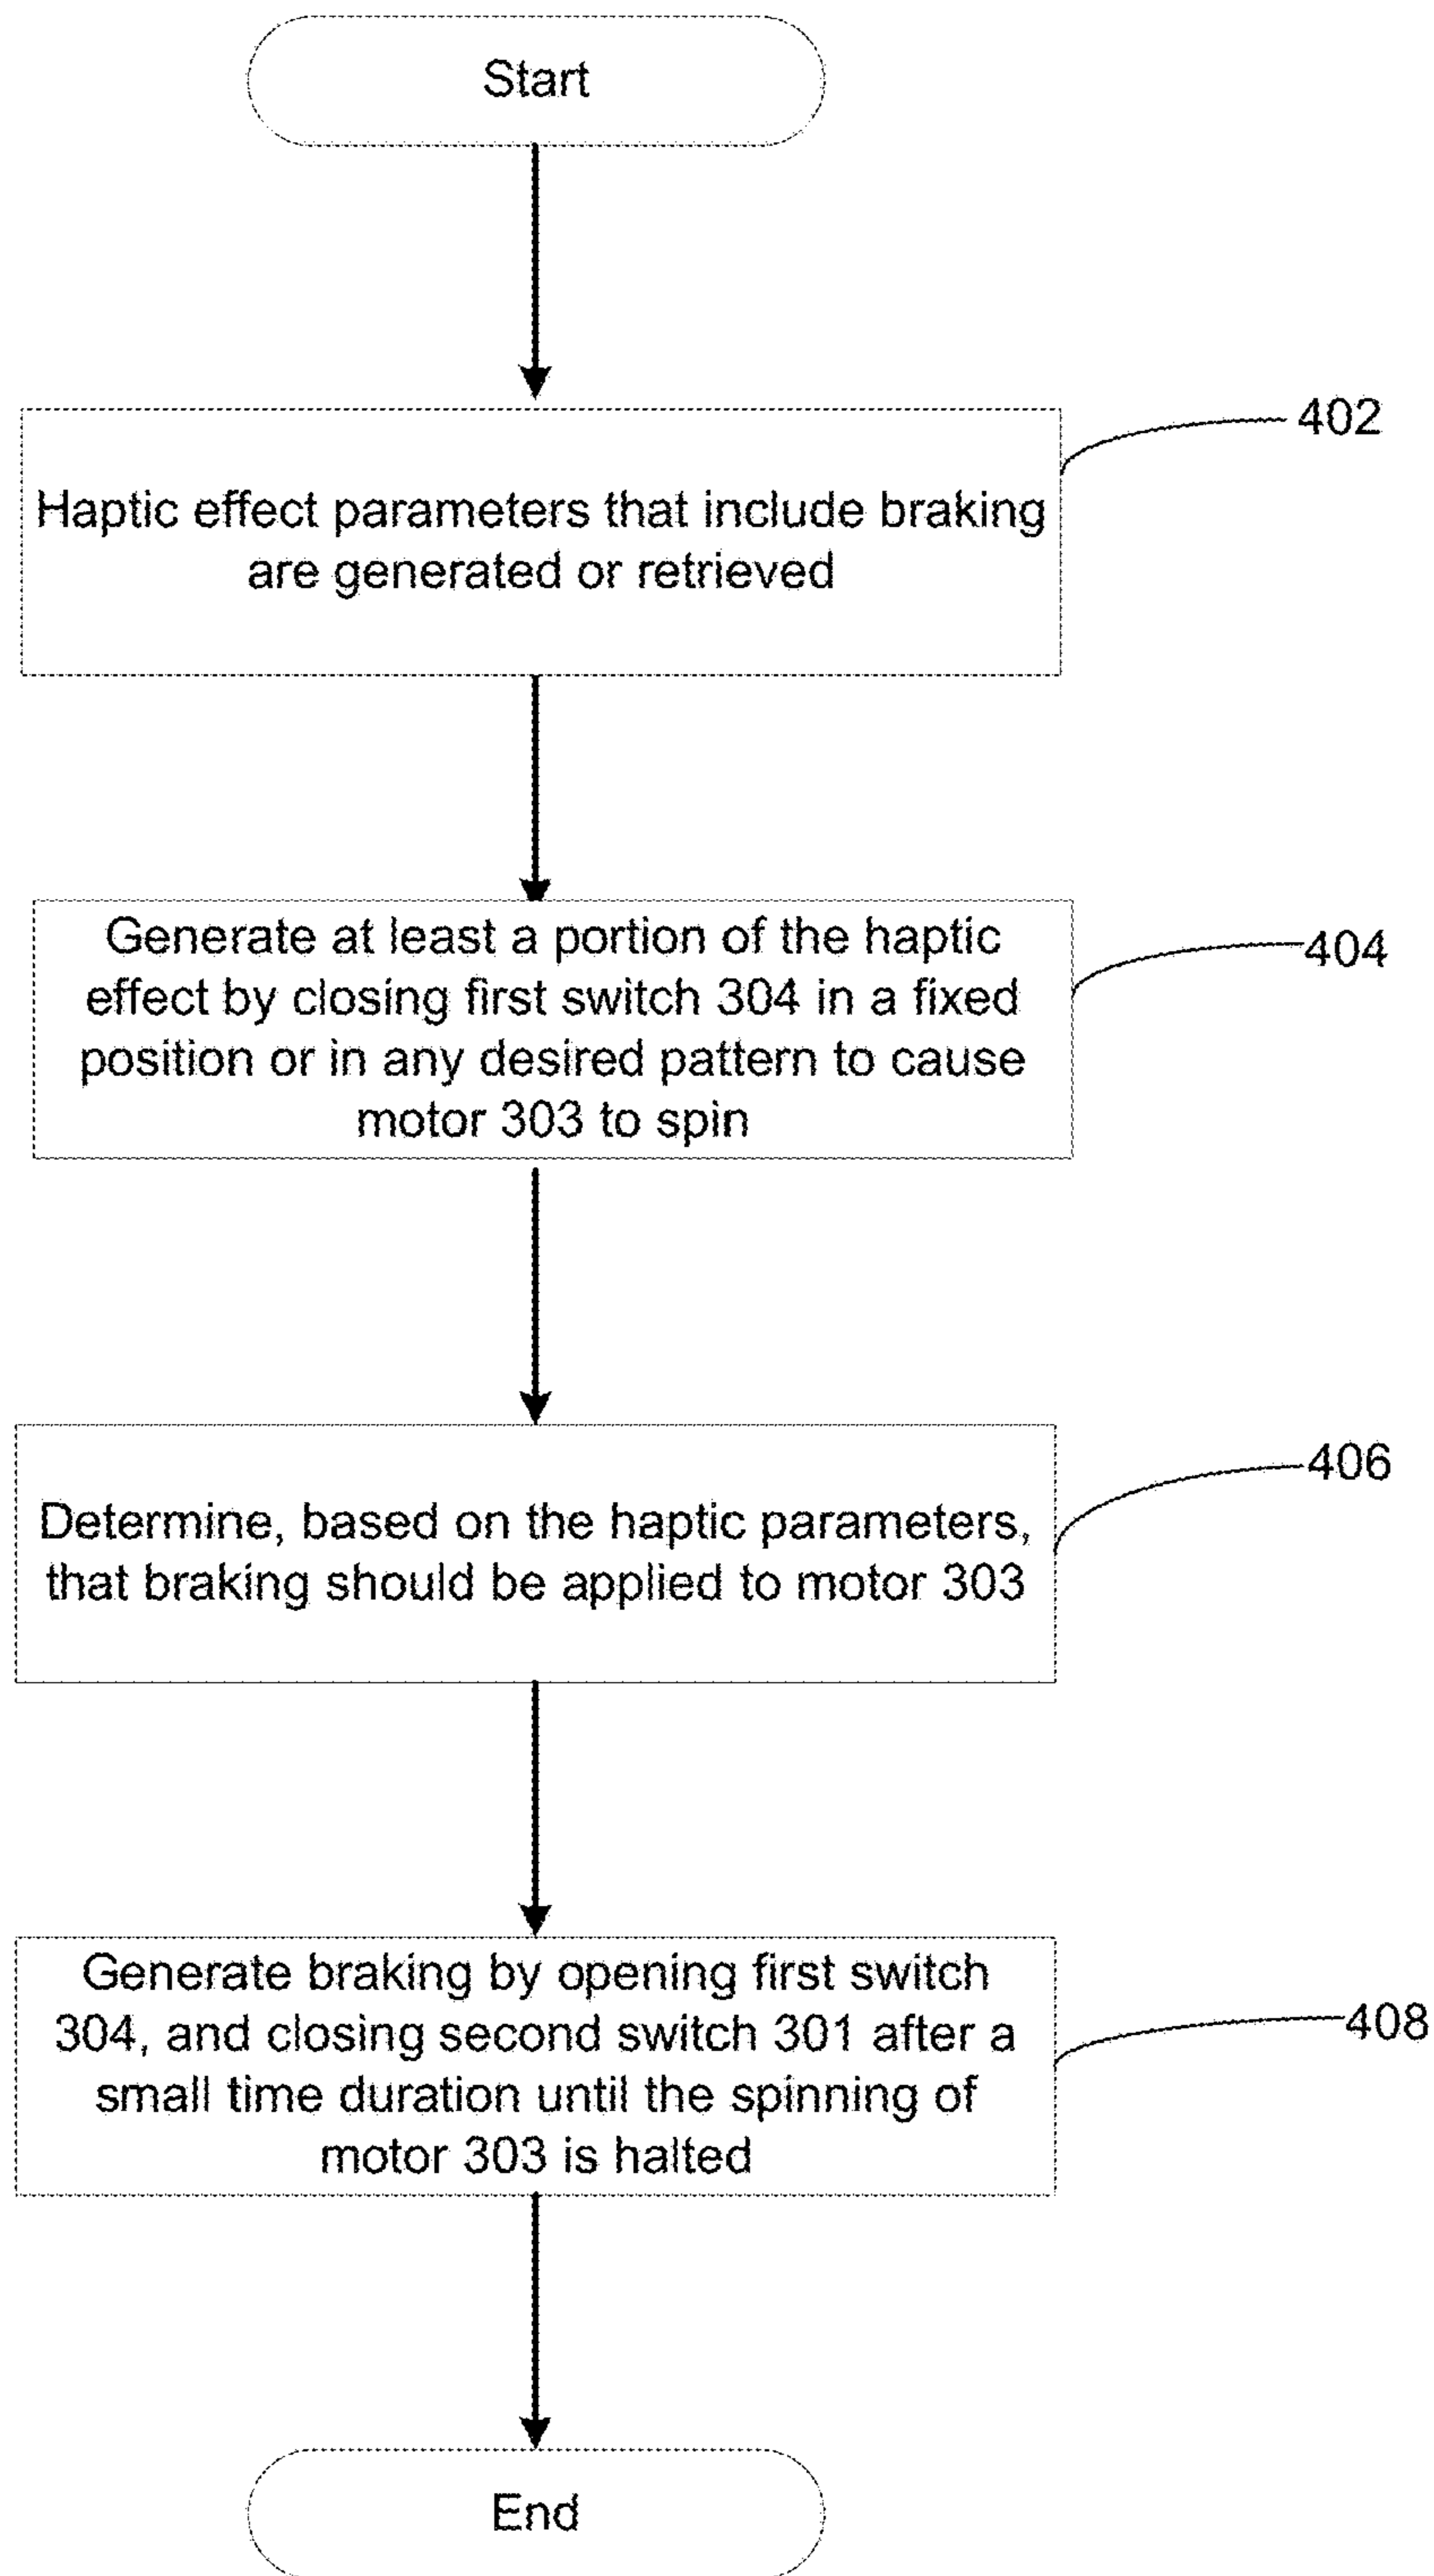 Start
402
Haptic effect parameters that include braking
are generated or retrieved
404
Generate at least a portion of the haptic
effect by closing first switch 304 in a fixed
position or in any desired pattern to cause
motor 303 to spin
406
Determine, based on the haptic parameters,
that braking should be applied to motor 303
408
Generate braking by opening first switch
304, and closing second switch 301 after a
small time duration until the spinning of
motor 303 is halted
End